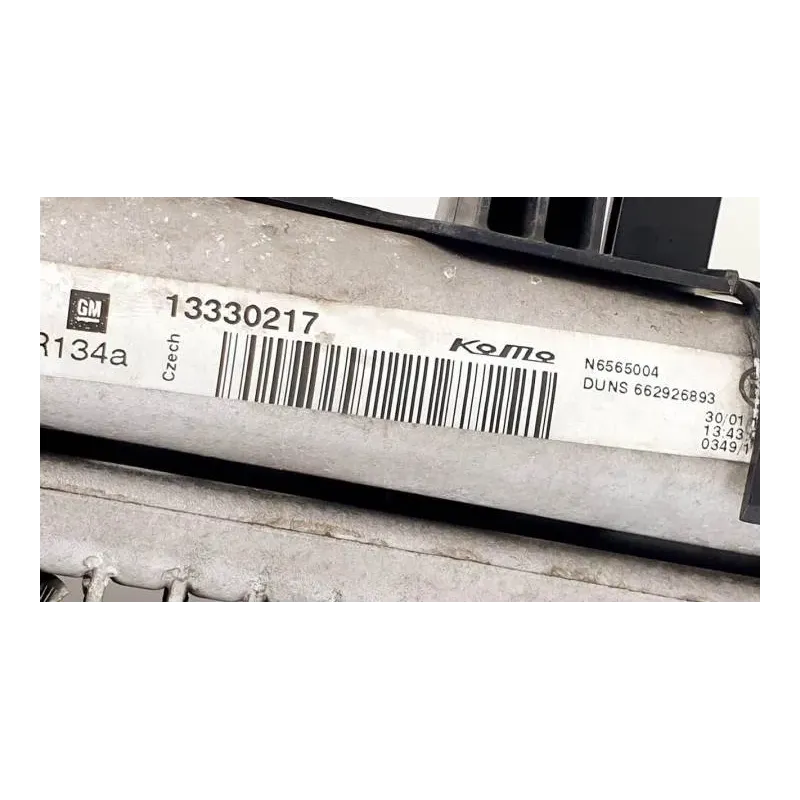 GM
13330217
R134a
Czech
KoMo
N6565004
DUNS 662926893
30/01
13:43
0349/1